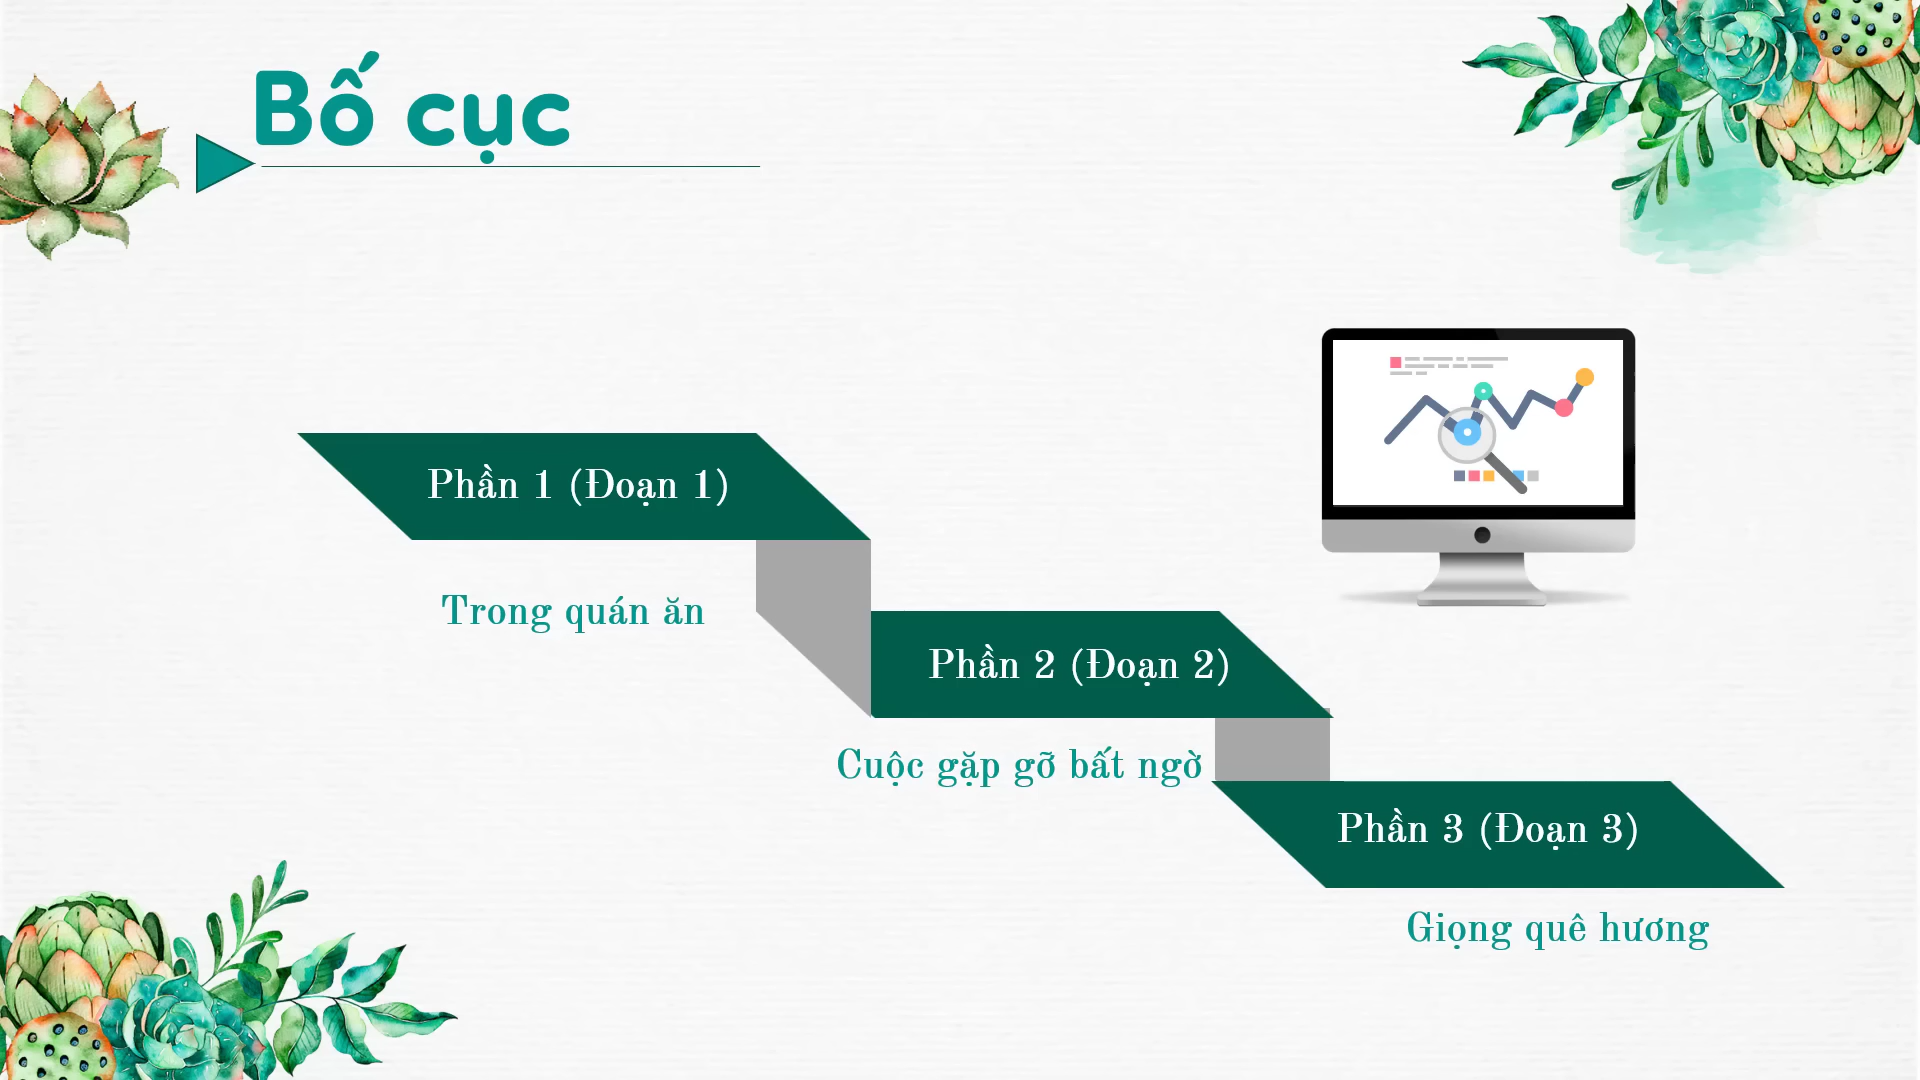 Bố cục
Phần 1 (Đoạn 1)
Trong quán ăn
Phần 2 (Đoạn 2)
Cuộc gặp gỡ bất ngờ
Phần 3 (Đoạn 3)
Giọng quê hương